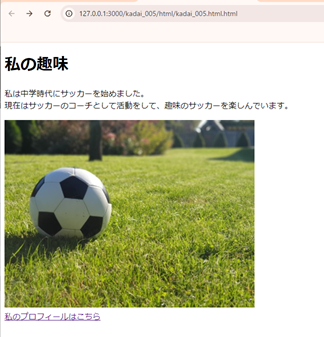 127.0.0.1:3000/kadai_005/html/kadai_005.html.html
私の趣味
私は中学時代にサッカーを始めました。
現在はサッカーのコーチとして活動をして、趣味のサッカーを楽しんでいます。
私のプロフィールはこちら